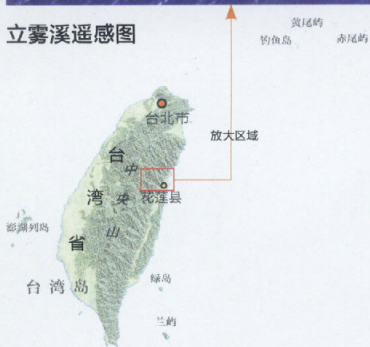 立雾溪遥感图
黄尾屿
钓鱼岛
赤尾屿
台北市
放大区域
台湾省
中央山
花莲县
澎湖列岛
台湾岛
绿岛
兰屿